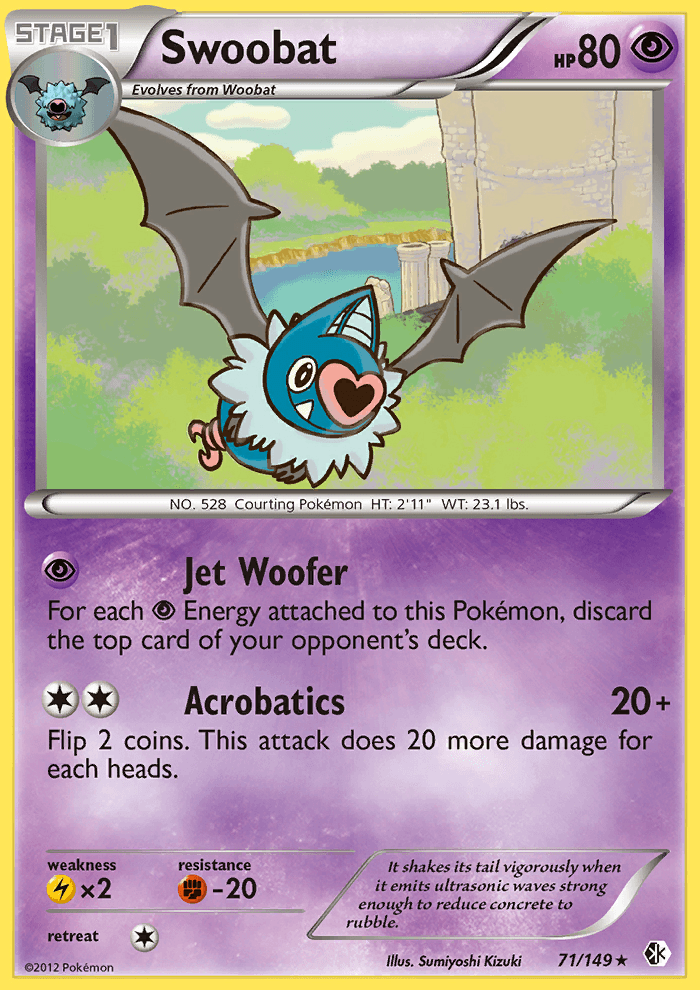 STAGE1
Swoobat
HP80
Evolves from Woobat
NO. 528 Courting Pokémon HT: 2'11" WT: 23.1 lbs.
Jet Woofer
For each Energy attached to this Pokémon, discard
the top card of your opponent's deck.
Acrobatics 20+
Flip 2 coins. This attack does 20 more damage for
each heads.
weakness resistance
×2 -20
retreat
It shakes its tail vigorously when
it emits ultrasonic waves strong
enough to reduce concrete to
rubble.
©2012 Pokémon
Illus. Sumiyoshi Kizuki 71/149 ★